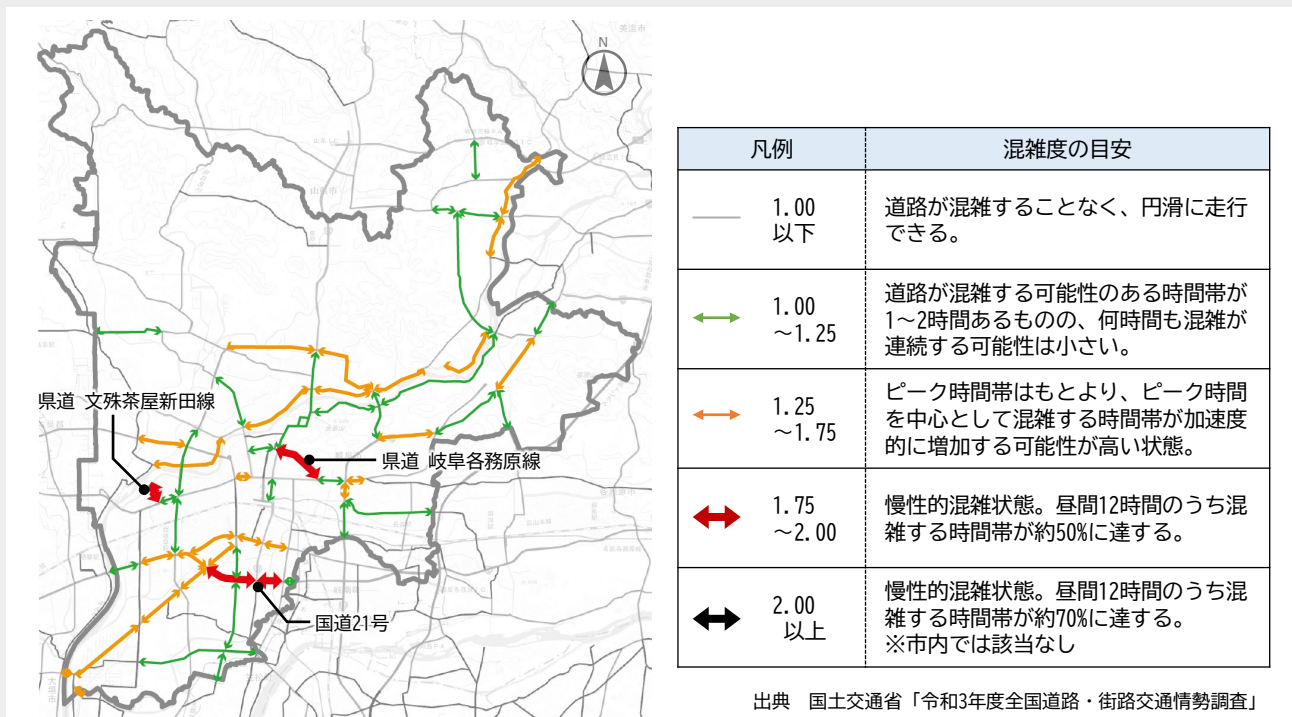 N
美濃市
山県市
県道 文殊茶屋新田線
県道 岐阜各務原線
国道21号
大垣市
凡例
混雑度の目安
1.00
以下
道路が混雑することなく、円滑に走行
できる。
1.00
～1.25
道路が混雑する可能性のある時間帯が
1～2時間あるものの、何時間も混雑が
連続する可能性は小さい。
1.25
～1.75
ピーク時間帯はもとより、ピーク時間
を中心として混雑する時間帯が加速度
的に増加する可能性が高い状態。
1.75
～2.00
慢性的混雑状態。昼間12時間のうち混
雑する時間帯が約50%に達する。
2.00
以上
慢性的混雑状態。昼間12時間のうち混
雑する時間帯が約70%に達する。
※市内では該当なし
出典　国土交通省「令和3年度全国道路・街路交通情勢調査」